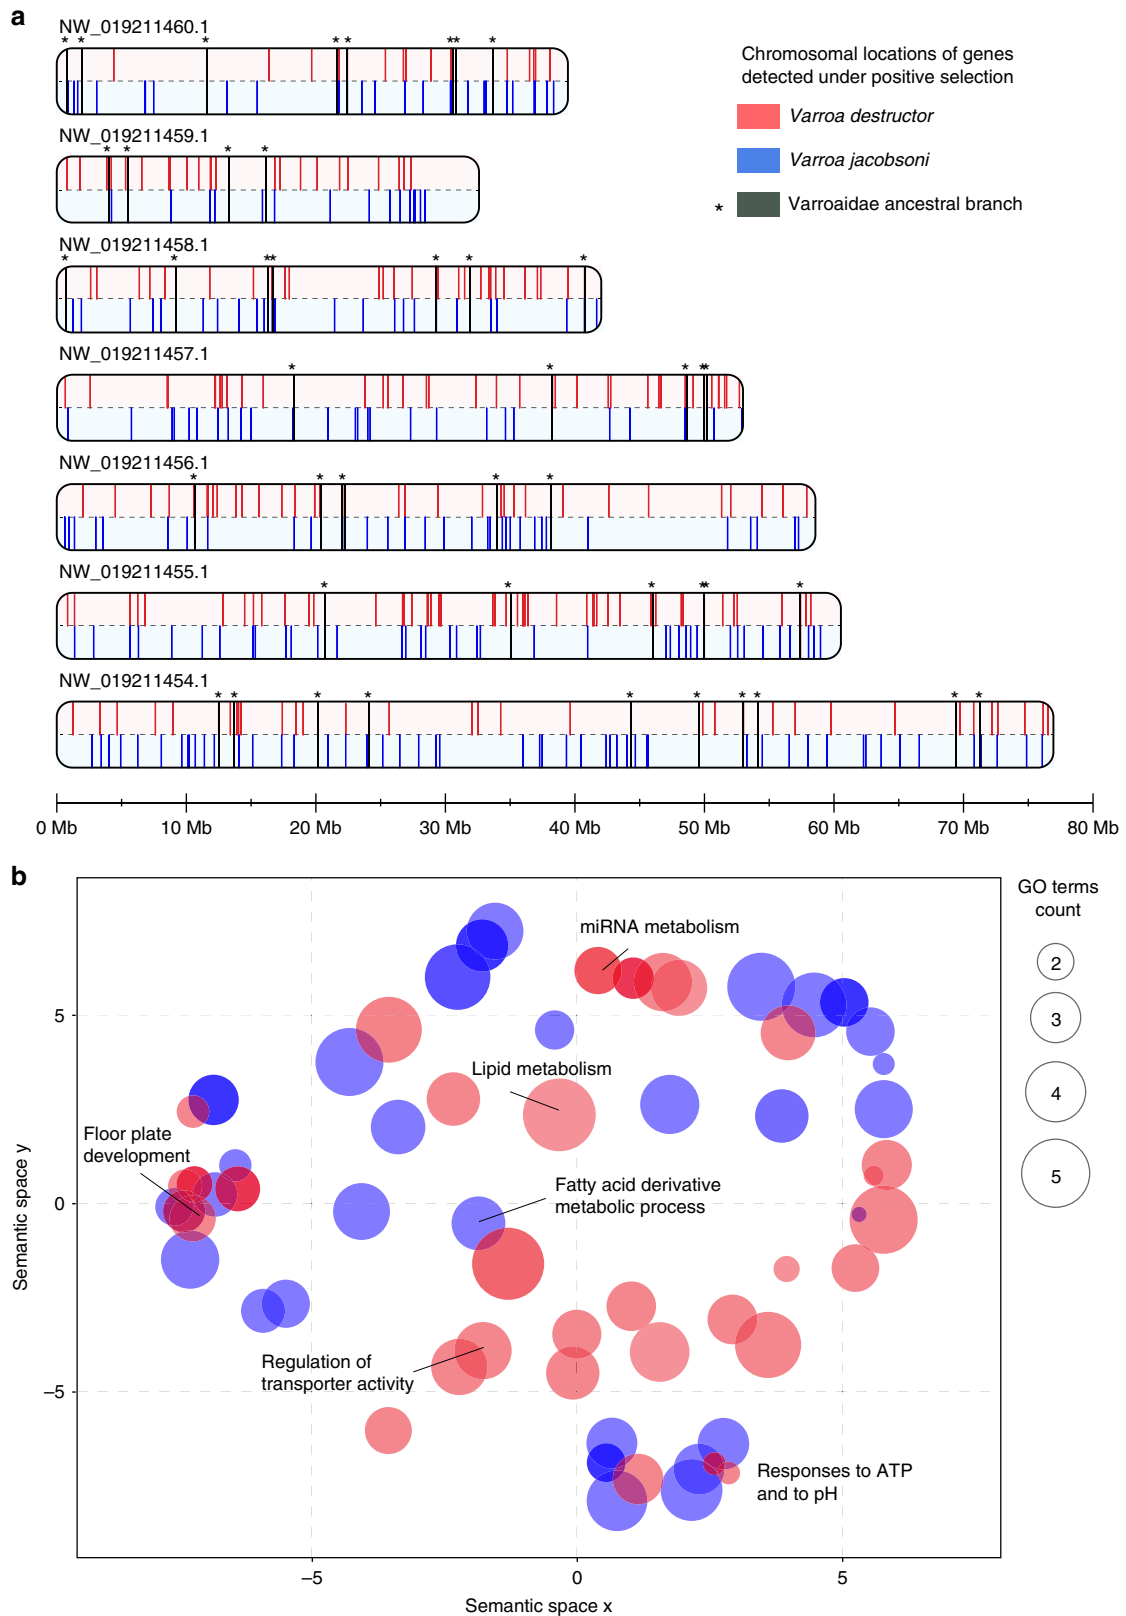 a
NW_019211460.1
* * * * * ** *
Chromosomal locations of genes
detected under positive selection
Varroa destructor
Varroa jacobsoni
* Varroaidae ancestral branch
NW_019211459.1
* * * *
NW_019211458.1
* * ** * * *
NW_019211457.1
* * * **
NW_019211456.1
* * * * *
NW_019211455.1
* * * ** *
NW_019211454.1
* * * * * * * * * *
0 Mb 10 Mb 20 Mb 30 Mb 40 Mb 50 Mb 60 Mb 70 Mb 80 Mb
b
GO terms
count
2
3
4
5
miRNA metabolism
Lipid metabolism
Floor plate
development
Fatty acid derivative
metabolic process
Regulation of
transporter activity
Responses to ATP
and to pH
5
0
–5
Semantic space y
–5 0 5
Semantic space x